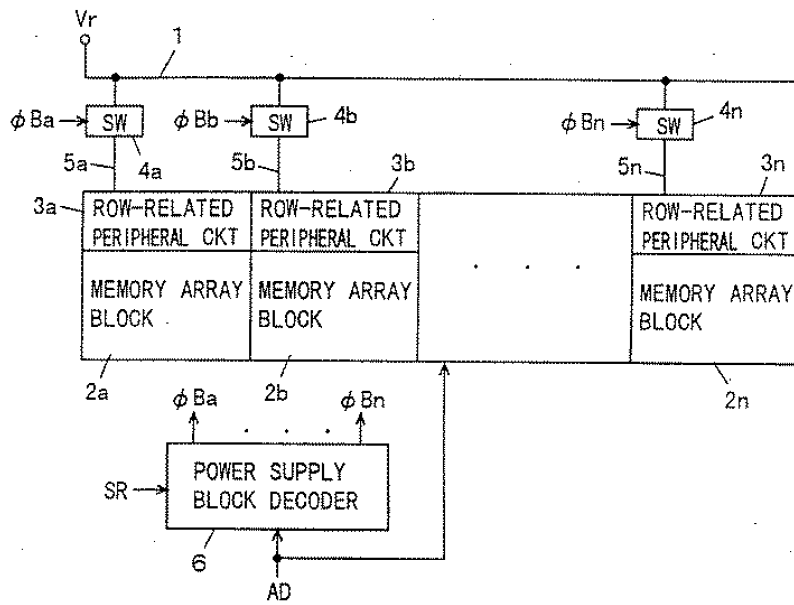 Vr
1
φBa
SW
φBb
SW
4b
φBn
SW
4n
5a
4a
5b
3b
5n
3n
3a
ROW-RELATED
PERIPHERAL CKT
ROW-RELATED
PERIPHERAL CKT
ROW-RELATED
PERIPHERAL CKT
. . .
MEMORY ARRAY
BLOCK
MEMORY ARRAY
BLOCK
MEMORY ARRAY
BLOCK
2a
φBa
2b
φBn
2n
. . .
SR
POWER SUPPLY
BLOCK DECODER
6
AD